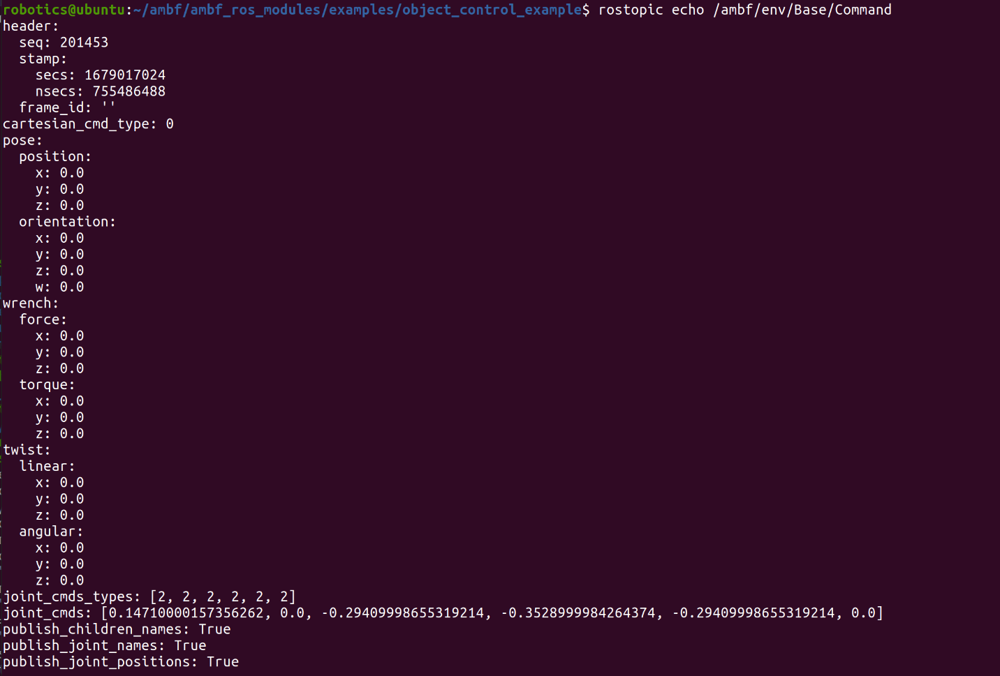 robotics@ubuntu:~/ambf/ambf_ros_modules/examples/object_control_example$ rostopic echo /ambf/env/Base/Command
header:
  seq: 201453
  stamp:
    secs: 1679017024
    nsecs: 755486488
  frame_id: ''
cartesian_cmd_type: 0
pose:
  position:
    x: 0.0
    y: 0.0
    z: 0.0
  orientation:
    x: 0.0
    y: 0.0
    z: 0.0
    w: 0.0
wrench:
  force:
    x: 0.0
    y: 0.0
    z: 0.0
  torque:
    x: 0.0
    y: 0.0
    z: 0.0
twist:
  linear:
    x: 0.0
    y: 0.0
    z: 0.0
  angular:
    x: 0.0
    y: 0.0
    z: 0.0
joint_cmds_types: [2, 2, 2, 2, 2, 2]
joint_cmds: [0.14710000157356262, 0.0, -0.29409998655319214, -0.3528999984264374, -0.29409998655319214, 0.0]
publish_children_names: True
publish_joint_names: True
publish_joint_positions: True